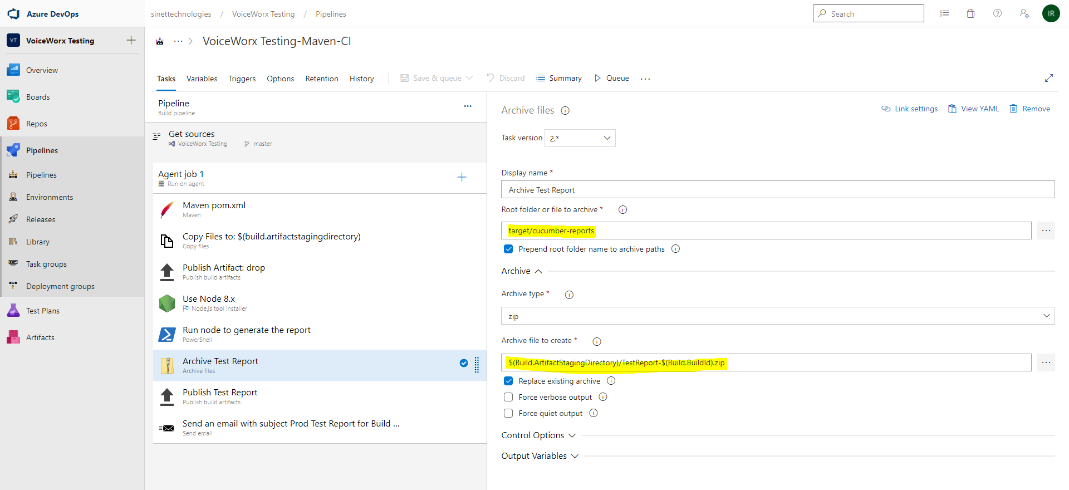 Azure DevOps
sinettechnologies / VoiceWorx Testing / Pipelines
Search
IR
VT VoiceWorx Testing
Overview
Boards
Repos
Pipelines
Pipelines
Environments
Releases
Library
Task groups
Deployment groups
Test Plans
Artifacts
... > VoiceWorx Testing-Maven-CI
Tasks Variables Triggers Options Retention History Save & queue Discard Summary Queue ...
Pipeline
Build pipeline
Get sources
VoiceWorx Testing master
Agent job 1
Run on agent
Maven pom.xml
Maven
Copy Files to: $(build.artifactstagingdirectory)
Copy files
Publish Artifact: drop
Publish build artifacts
Use Node 8.x
Node.js tool installer
Run node to generate the report
PowerShell
Archive Test Report
Archive files
Publish Test Report
Publish build artifacts
Send an email with subject Prod Test Report for Build ...
Send email
Archive files
Link settings View YAML Remove
Task version 2.*
Display name *
Archive Test Report
Root folder or file to archive *
target/cucumber-reports
Prepend root folder name to archive paths
Archive
Archive type *
zip
Archive file to create *
$(Build.ArtifactStagingDirectory)/TestReport-$(Build.BuildId).zip
Replace existing archive
Force verbose output
Force quiet output
Control Options
Output Variables